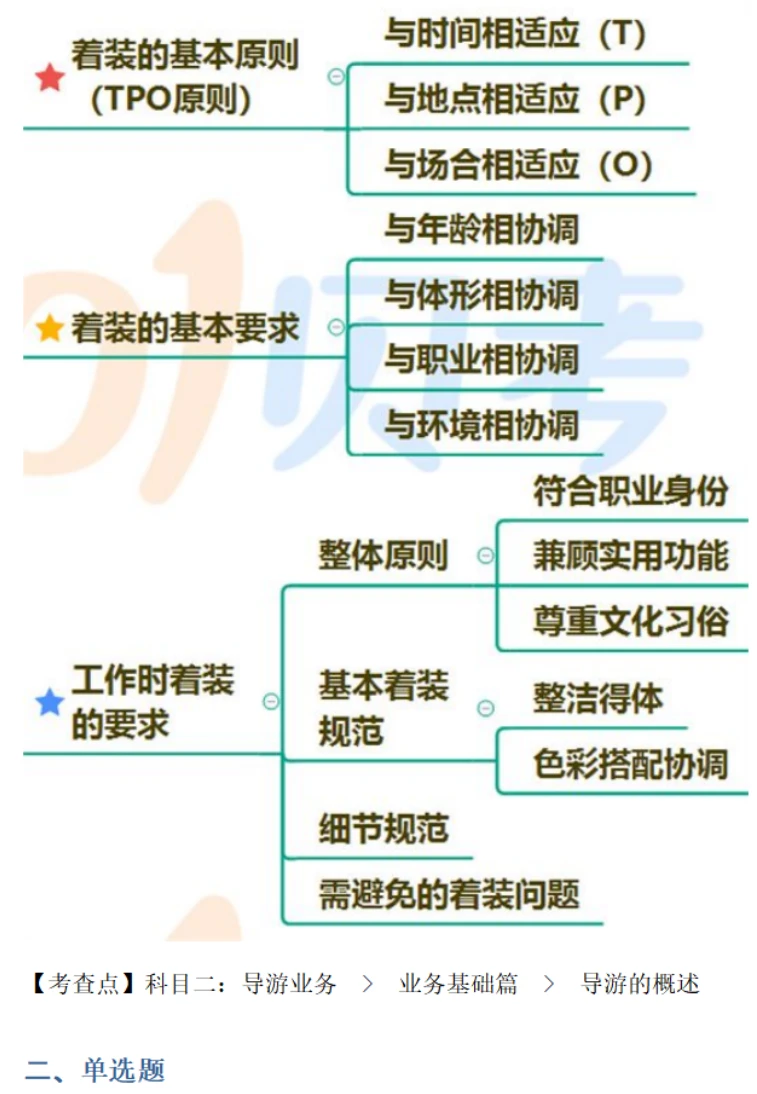 着装的基本原则
（TPO原则）
与时间相适应（T）
与地点相适应（P）
与场合相适应（O）
着装的基本要求
与年龄相协调
与体形相协调
与职业相协调
与环境相协调
工作时着装
的要求
整体原则
符合职业身份
兼顾实用功能
尊重文化习俗
基本着装
规范
整洁得体
色彩搭配协调
细节规范
需避免的着装问题
【考查点】科目二：导游业务 > 业务基础篇 > 导游的概述
二、单选题